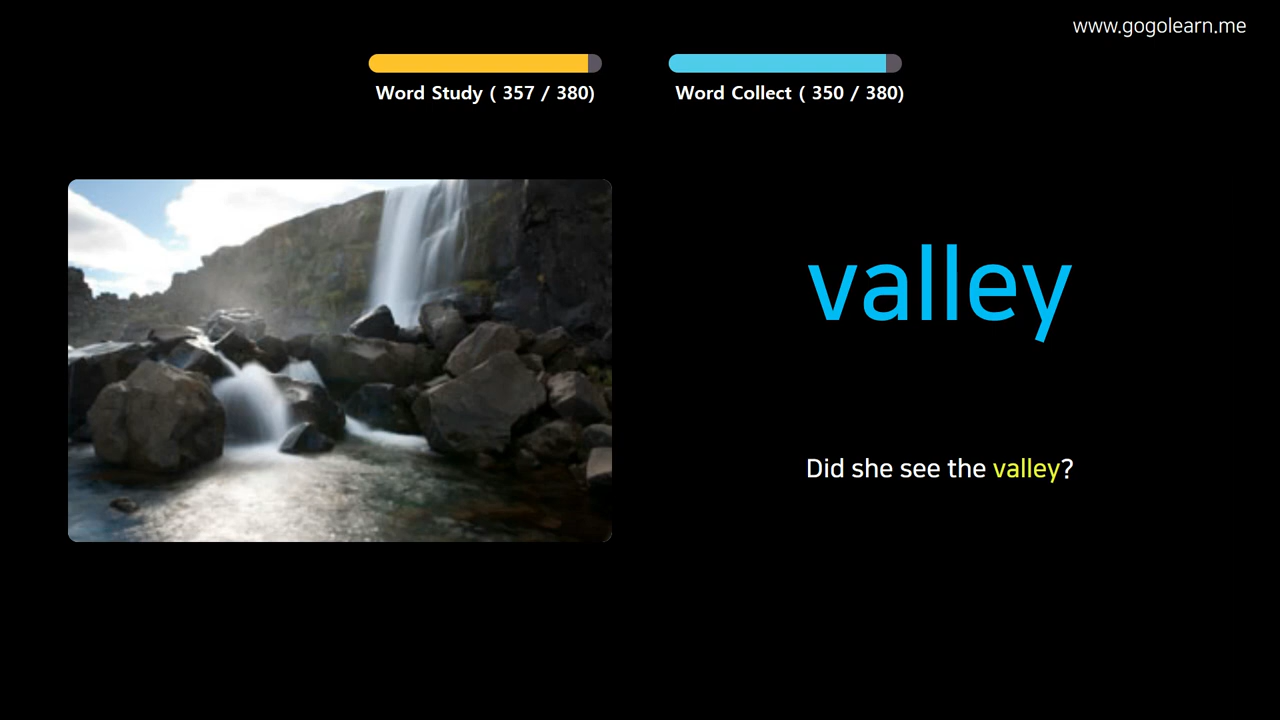 www.gogolearn.me
Word Study ( 357 / 380)
Word Collect ( 350 / 380)
valley
Did she see the valley?